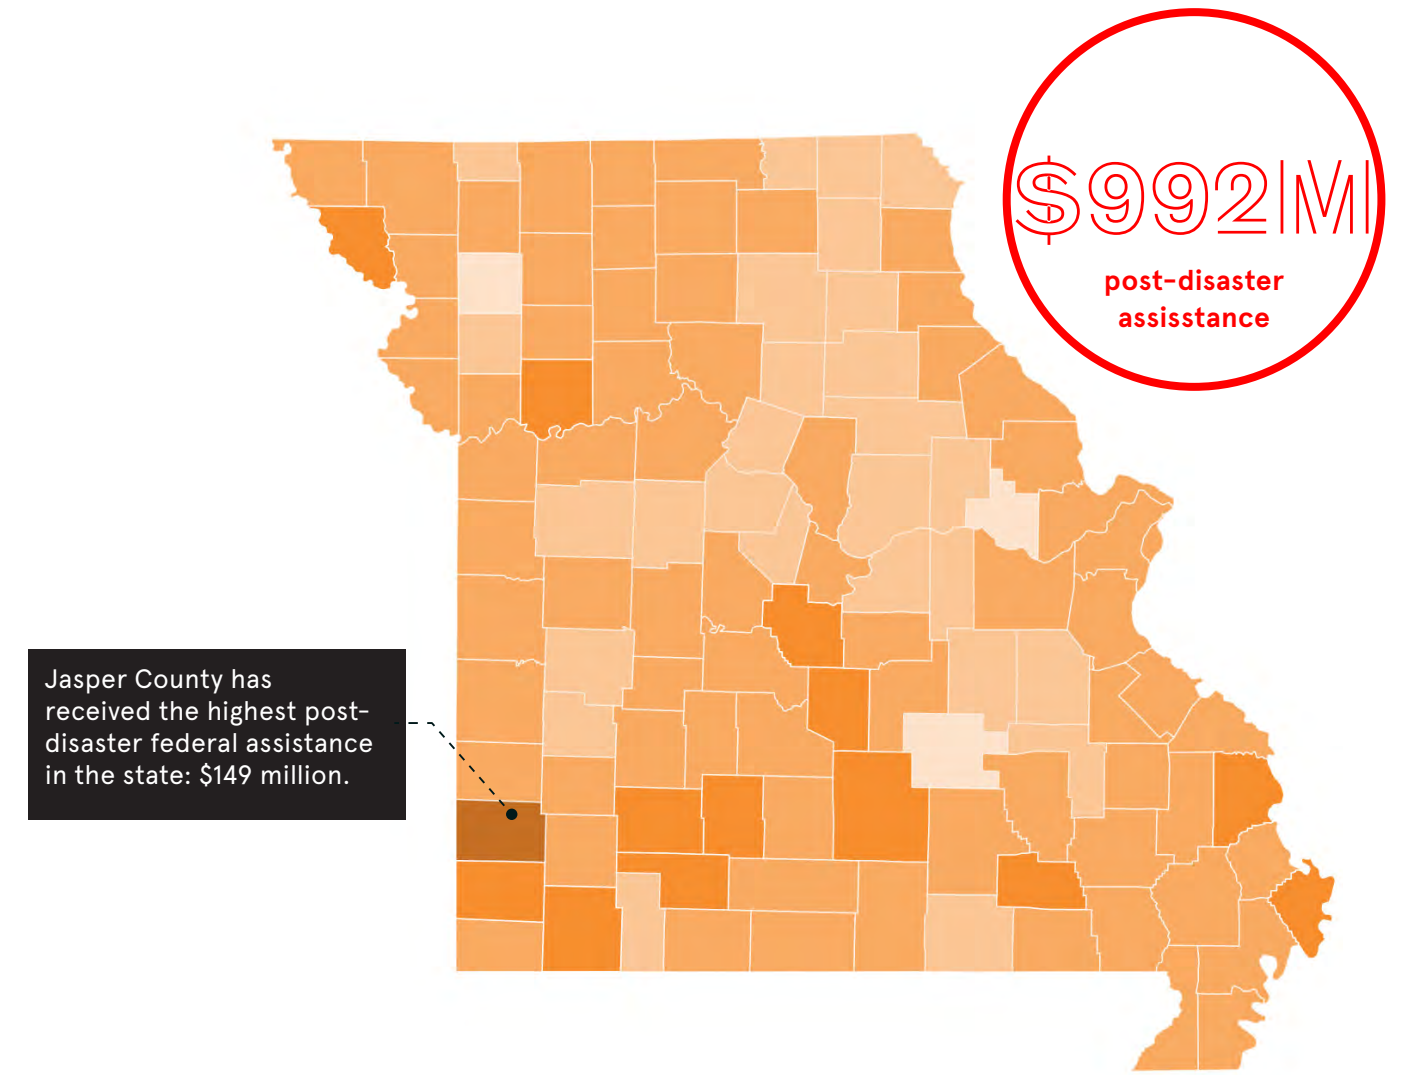 $992M
post-disaster
assisstance
Jasper County has
received the highest post-
disaster federal assistance
in the state: $149 million.